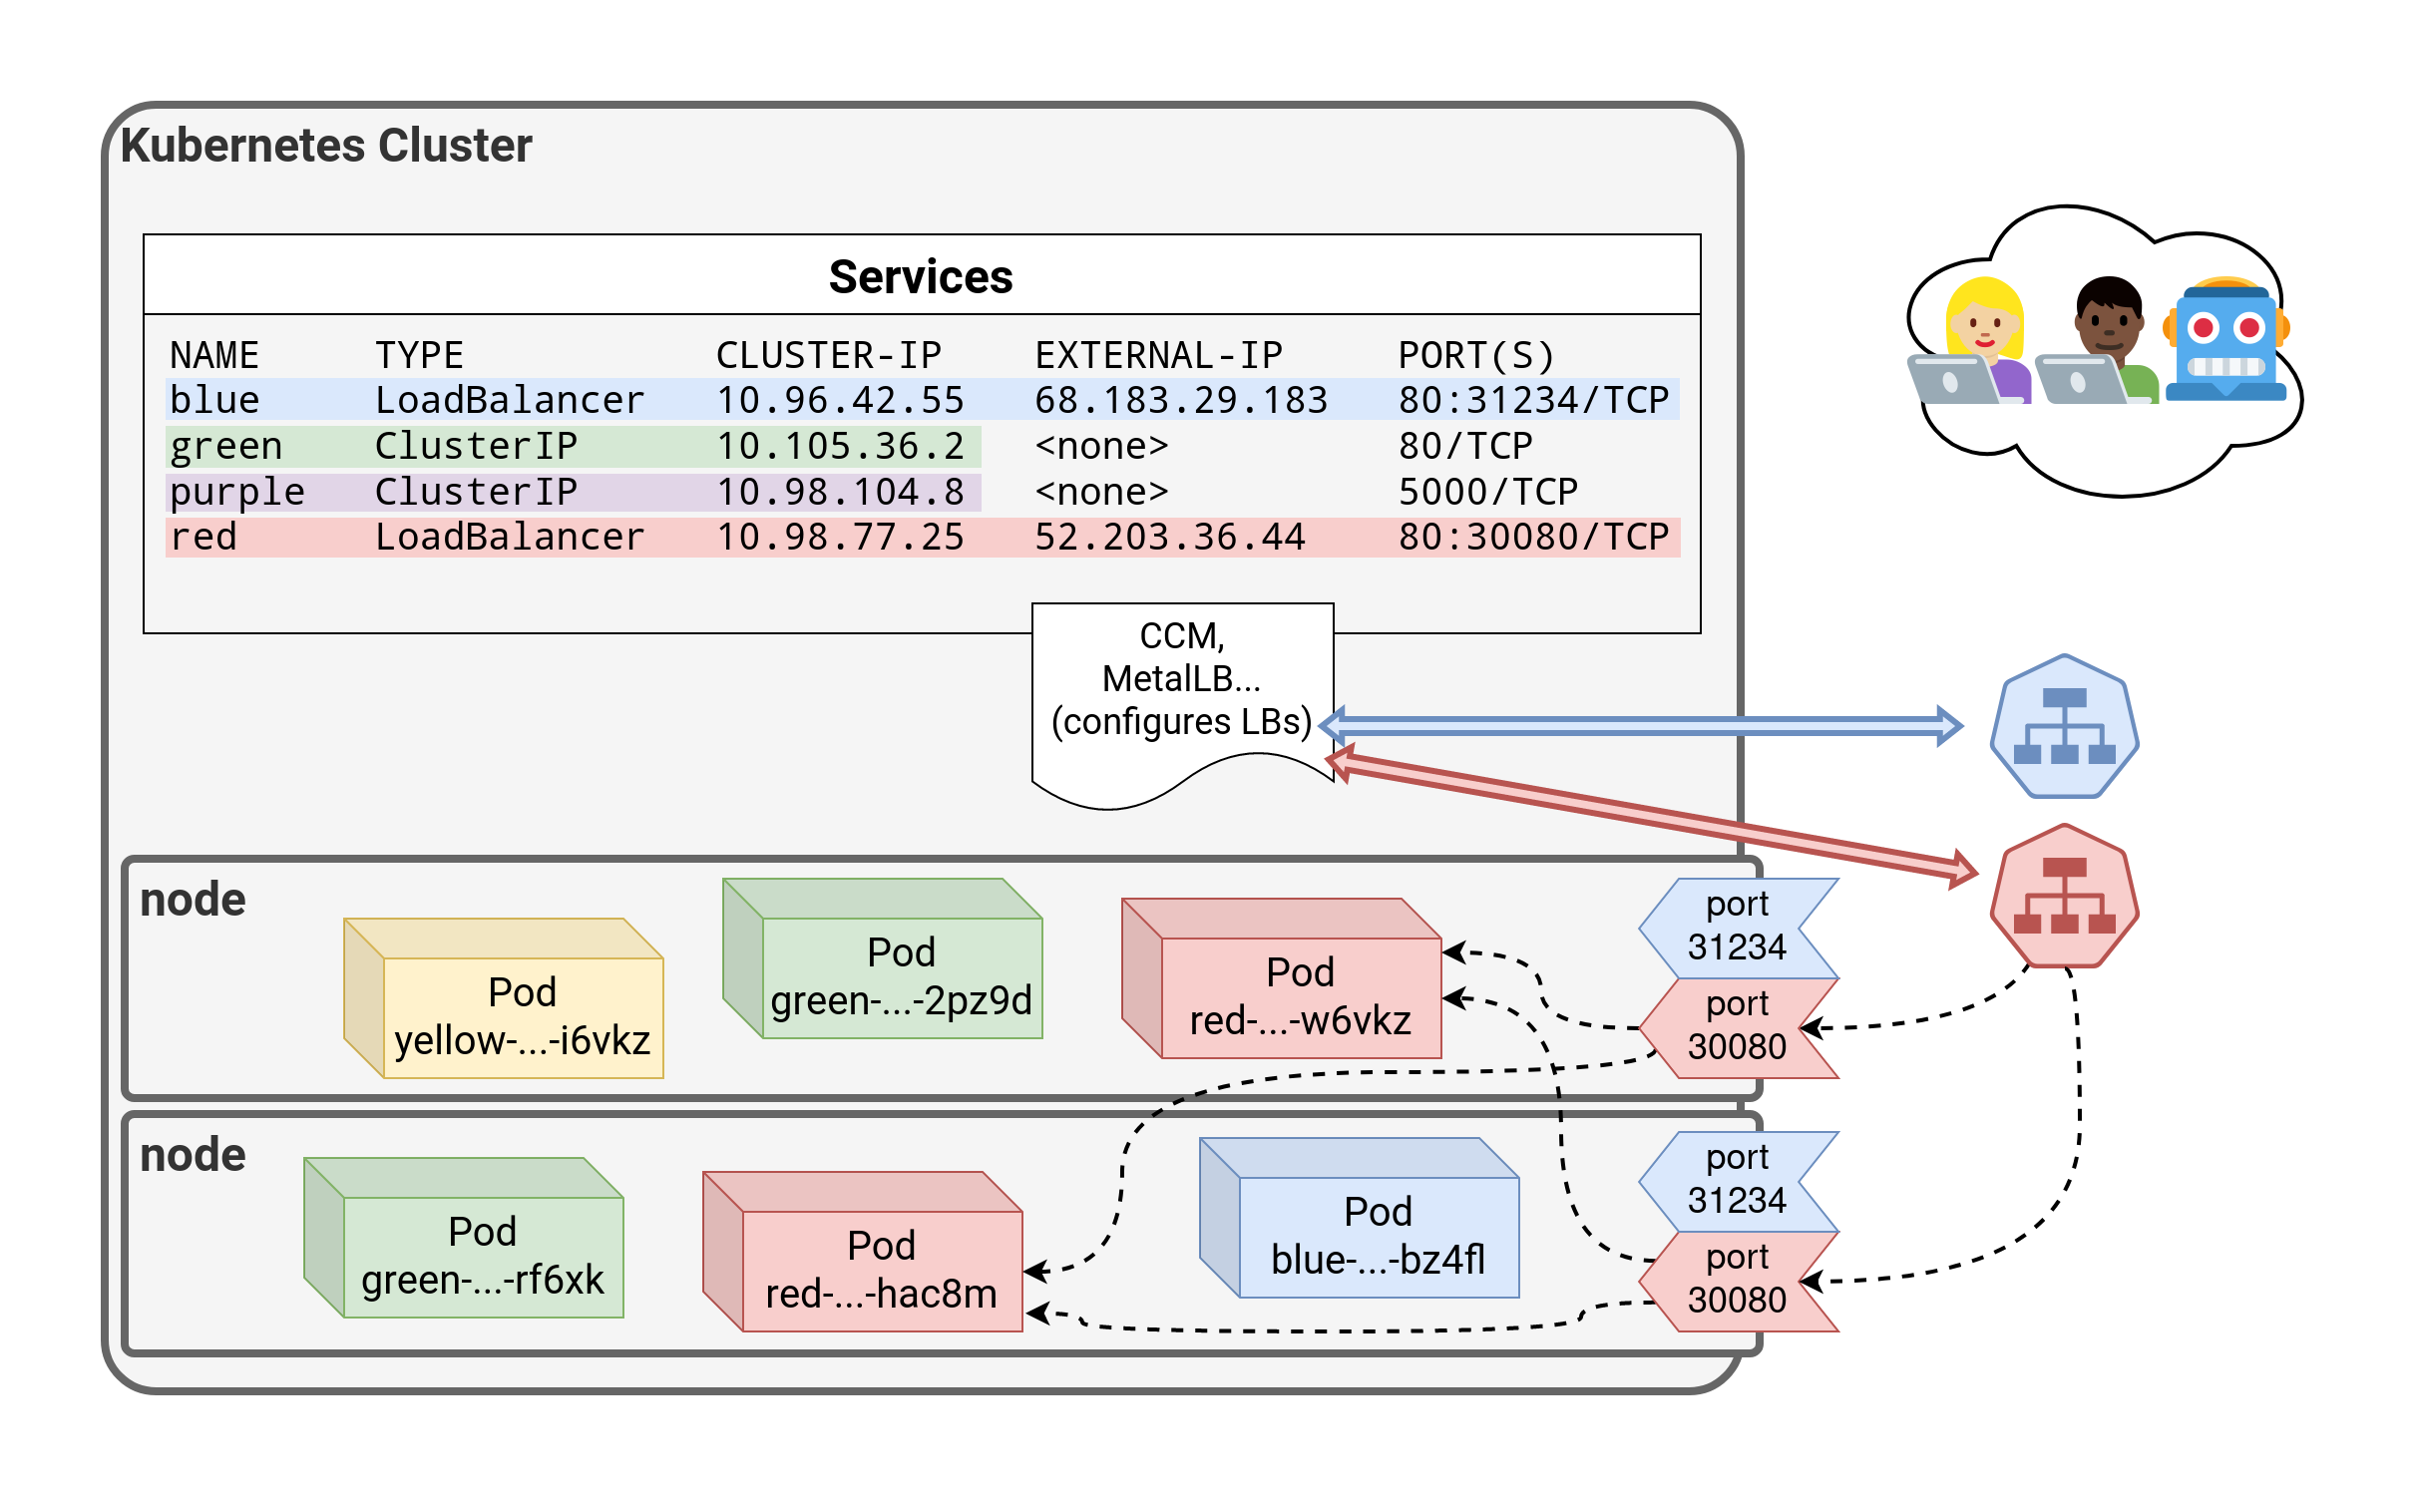 Kubernetes Cluster
Services
NAME TYPE CLUSTER-IP EXTERNAL-IP PORT(S)
blue LoadBalancer 10.96.42.55 68.183.29.183 80:31234/TCP
green ClusterIP 10.105.36.2 <none> 80/TCP
purple ClusterIP 10.98.104.8 <none> 5000/TCP
red LoadBalancer 10.98.77.25 52.203.36.44 80:30080/TCP
CCM,
MetalLB...
(configures LBs)
node
Pod
yellow-...-i6vkz
Pod
green-...-2pz9d
Pod
red-...-w6vkz
port
31234
port
30080
node
Pod
green-...-rf6xk
Pod
red-...-hac8m
Pod
blue-...-bz4fl
port
31234
port
30080